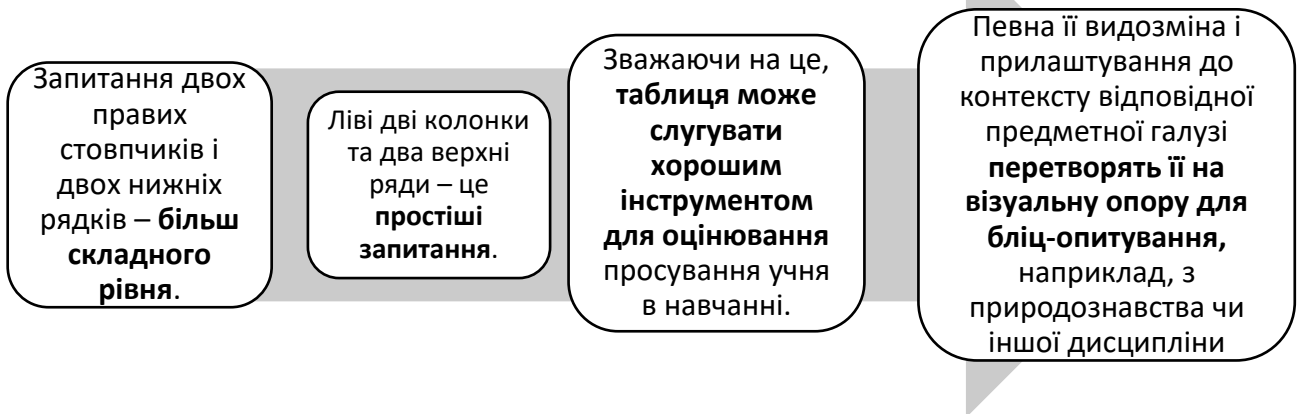 Запитання двох
правих
стовпчиків і
двох нижніх
рядків – більш
складного
рівня.
Ліві дві колонки
та два верхні
ряди – це
простіші
запитання.
Зважаючи на це,
таблиця може
слугувати
хорошим
інструментом
для оцінювання
просування учня
в навчанні.
Певна її видозміна і
прилаштування до
контексту відповідної
предметної галузі
перетворять її на
візуальну опору для
бліц-опитування,
наприклад, з
природознавства чи
іншої дисципліни